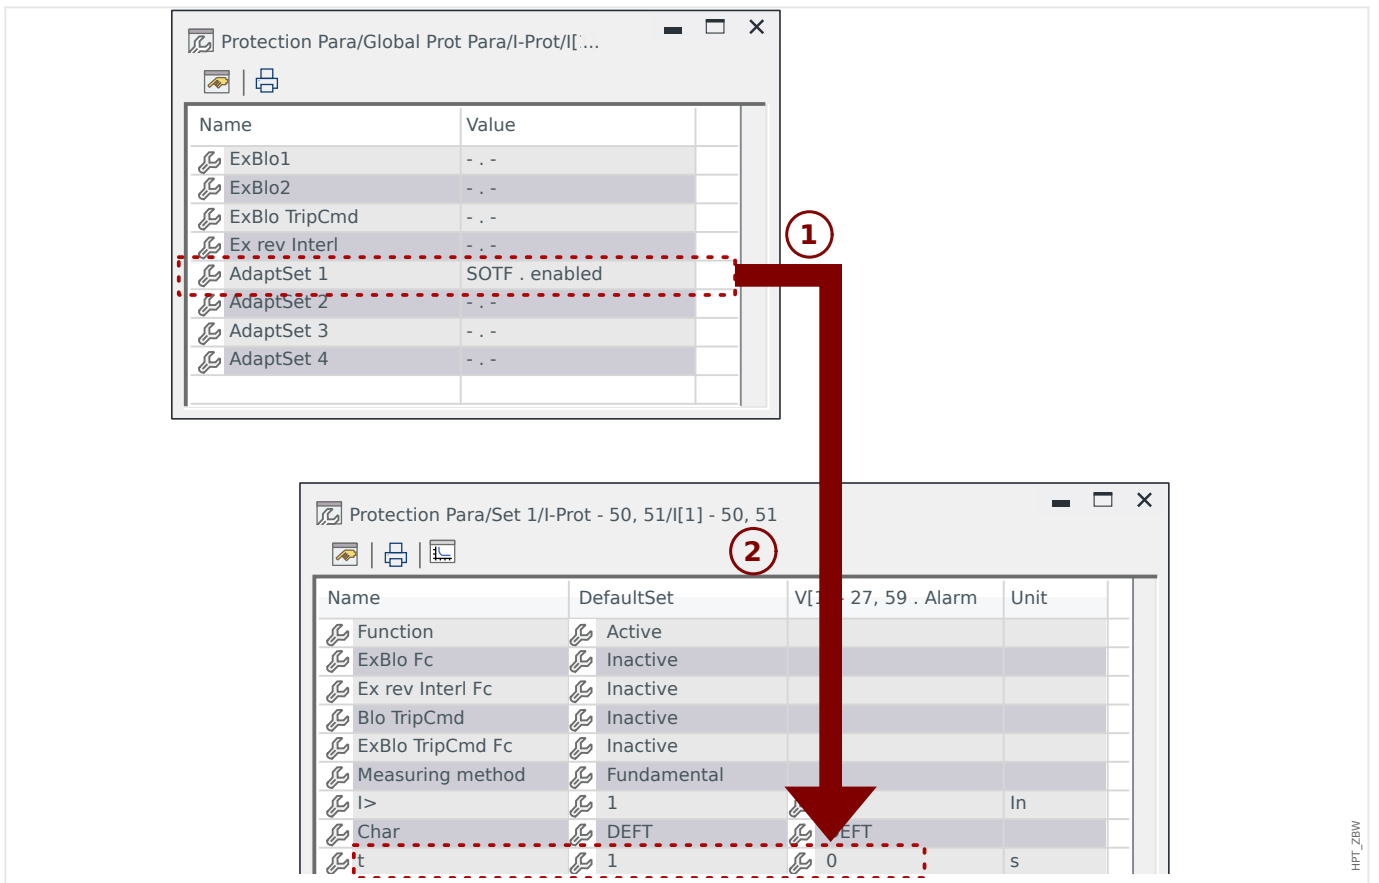 Protection Para/Global Prot Para/I-Prot/I[ ...
Name Value
ExBlo1 - . -
ExBlo2 - . -
ExBlo TripCmd - . -
Ex rev Interl - . -
1
AdaptSet 1 SOTF . enabled
AdaptSet 2 - . -
AdaptSet 3 - . -
AdaptSet 4 - . -
Protection Para/Set 1/I-Prot - 50, 51/I[1] - 50, 51
2
Name DefaultSet 27, 59 . Alarm Unit
Function Active
ExBlo Fc Inactive
Ex rev Interl Fc Inactive
Blo TripCmd Inactive
ExBlo TripCmd Fc Inactive
Measuring method Fundamental
I> 1 In
Char DEFT
t 1 0 s
HPT_ZBW